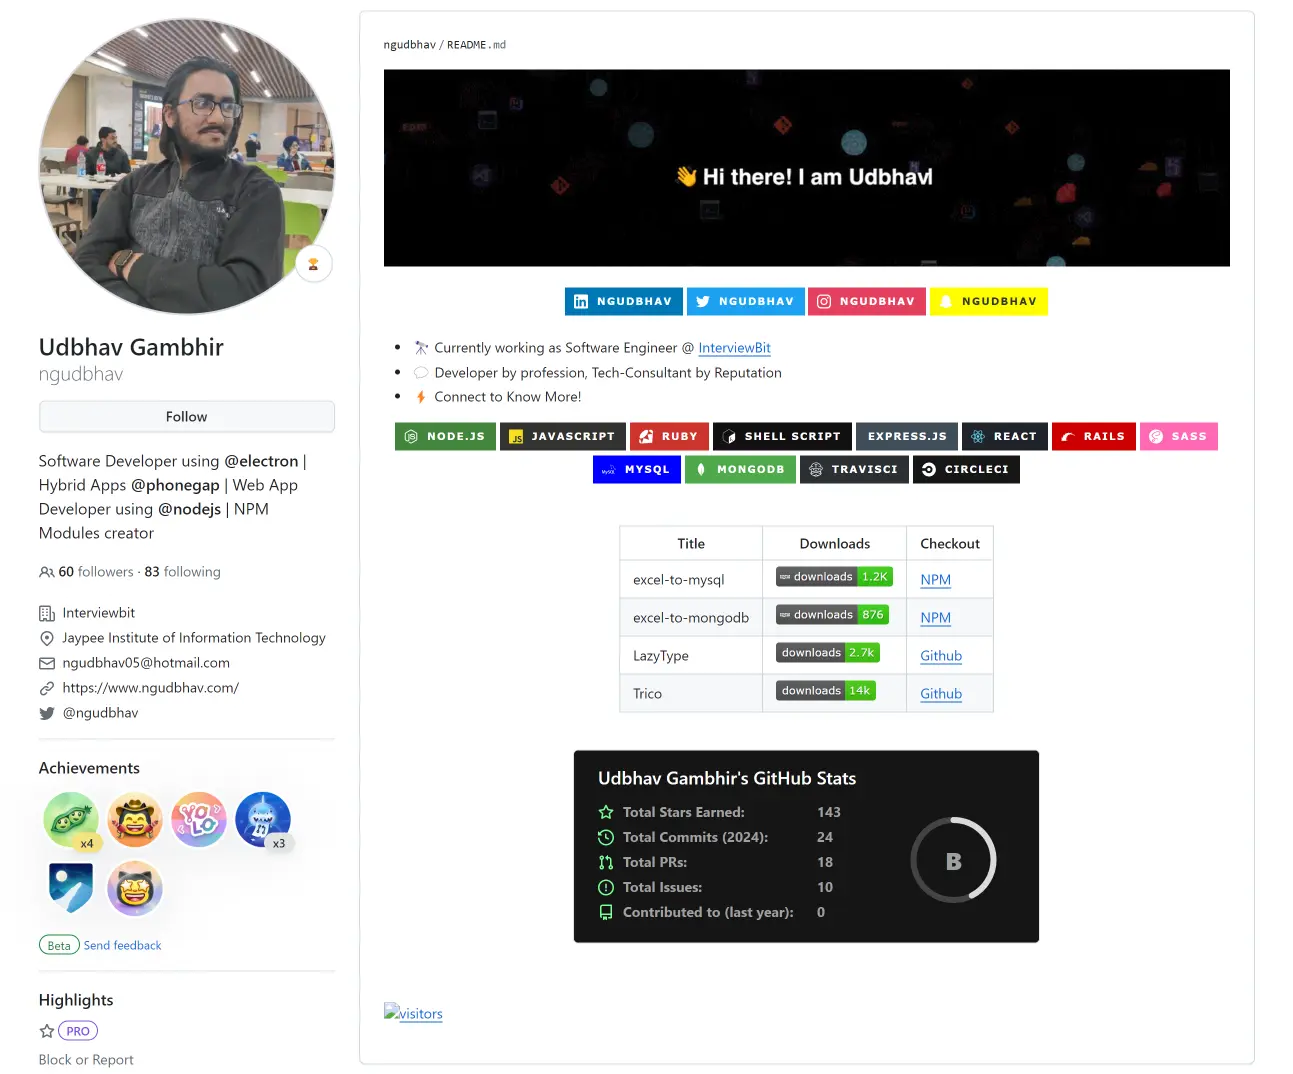 Udbhav Gambhir
ngudbhav
Follow
Software Developer using @electron |
Hybrid Apps @phonegap | Web App
Developer using @nodejs | NPM
Modules creator
60 followers · 83 following
Interviewbit
Jaypee Institute of Information Technology
ngudbhav05@hotmail.com
https://www.ngudbhav.com/
@ngudbhav
Achievements
YOLO
x4
x3
Beta Send feedback
Highlights
PRO
Block or Report
ngudbhav / README.md
👋 Hi there! I am Udbhav
NGUDBHAV NGUDBHAV NGUDBHAV NGUDBHAV
• 🔭 Currently working as Software Engineer @ InterviewBit
• 💬 Developer by profession, Tech-Consultant by Reputation
• ⚡ Connect to Know More!
NODE.JS JAVASCRIPT RUBY SHELL SCRIPT EXPRESS.JS REACT RAILS SASS
MYSQL MONGODB TRAVISCI CIRCLECI
Title Downloads Checkout
excel-to-mysql downloads 1.2K NPM
excel-to-mongodb downloads 876 NPM
LazyType downloads 2.7k Github
Trico downloads 14k Github
Udbhav Gambhir's GitHub Stats
Total Stars Earned: 143
Total Commits (2024): 24
Total PRs: 18
Total Issues: 10
Contributed to (last year): 0
B
visitors